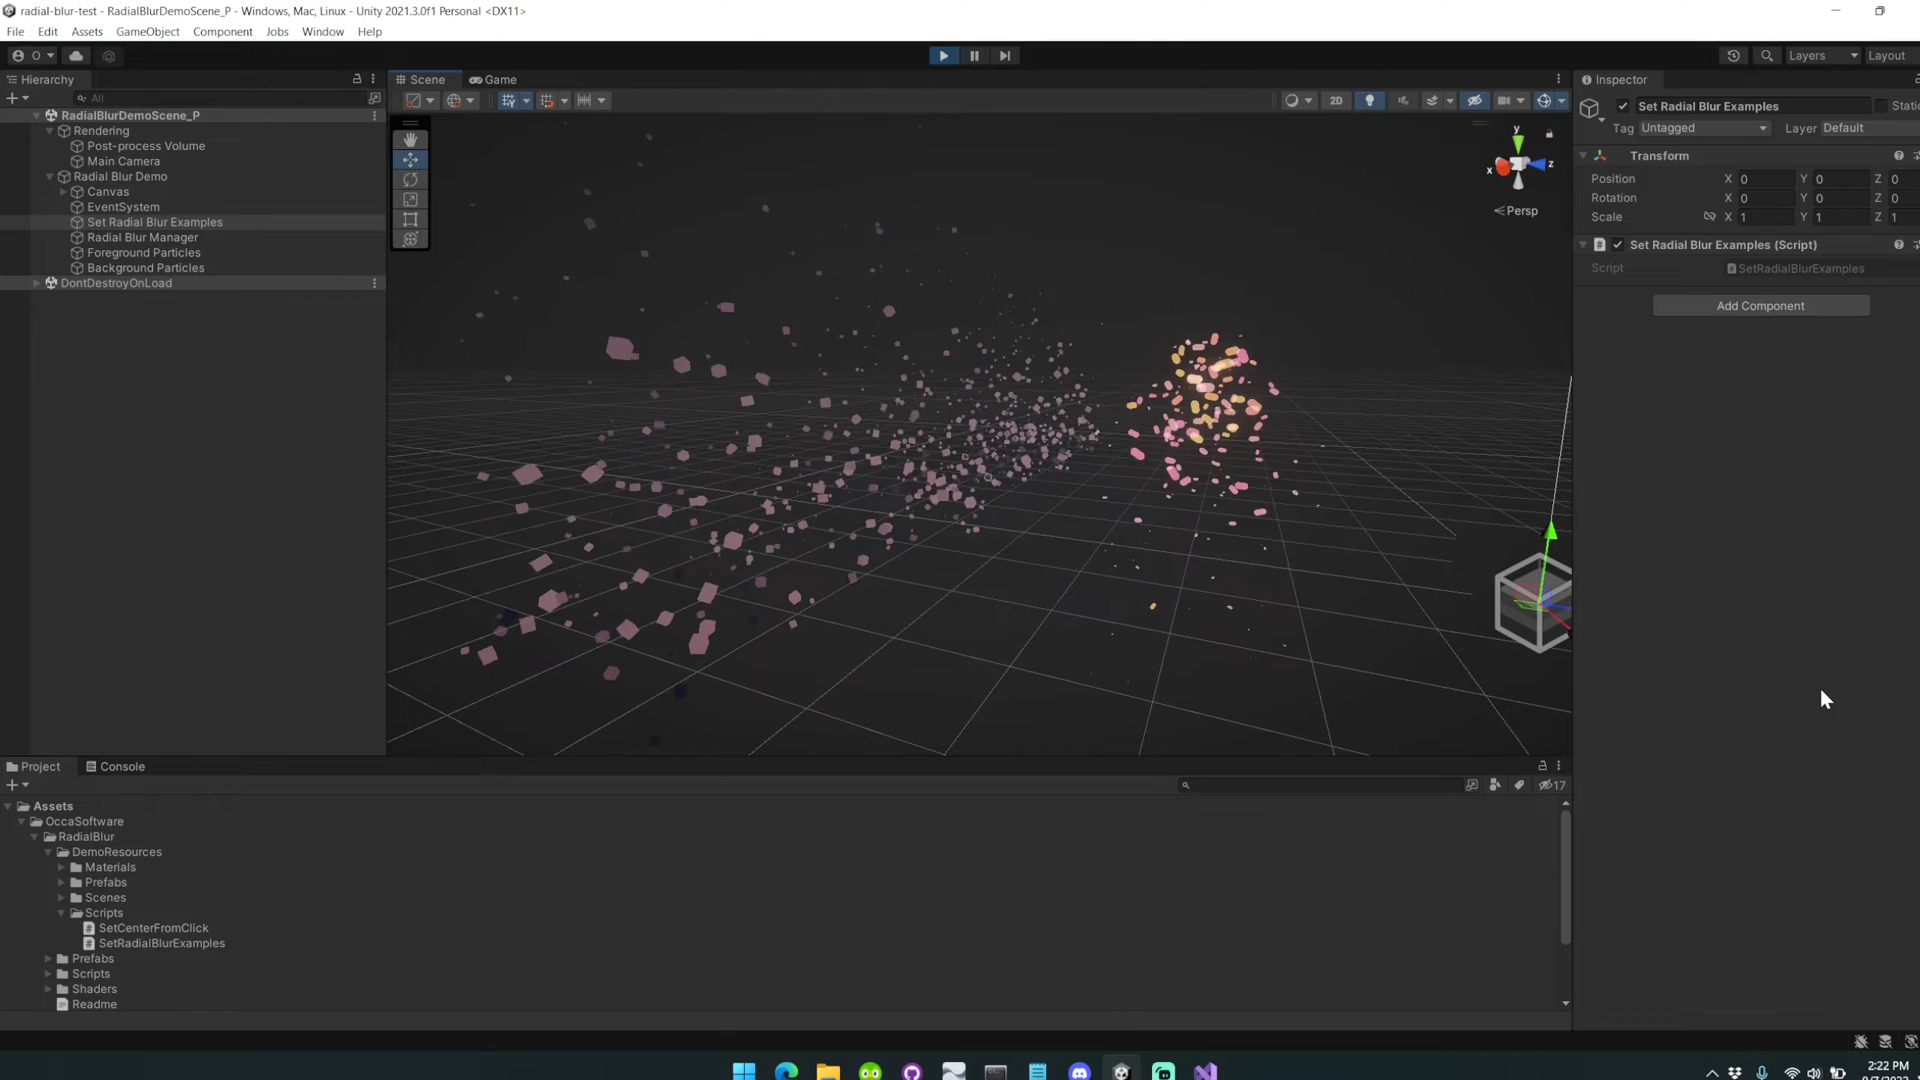 radial-blur-test - RadialBlurDemoScene_P - Windows, Mac, Linux - Unity 2021.3.0f1 Personal <DX11>
File Edit Assets GameObject Component Jobs Window Help
O Layers Layout
Hierarchy Scene Game Inspector
All
2D
Set Radial Blur Examples Static
Tag Untagged Layer Default
RadialBlurDemoScene_P
Rendering
Post-process Volume
Main Camera
Radial Blur Demo
Canvas
EventSystem
Set Radial Blur Examples
Radial Blur Manager
Foreground Particles
Background Particles
DontDestroyOnLoad
y
x z
Persp
Transform
Position X 0 Y 0 Z 0
Rotation X 0 Y 0 Z 0
Scale X 1 Y 1 Z 1
Set Radial Blur Examples (Script)
Script SetRadialBlurExamples
Add Component
Project Console
17
Assets
OccaSoftware
RadialBlur
DemoResources
Materials
Prefabs
Scenes
Scripts
SetCenterFromClick
SetRadialBlurExamples
Prefabs
Scripts
Shaders
Readme
2:22 PM